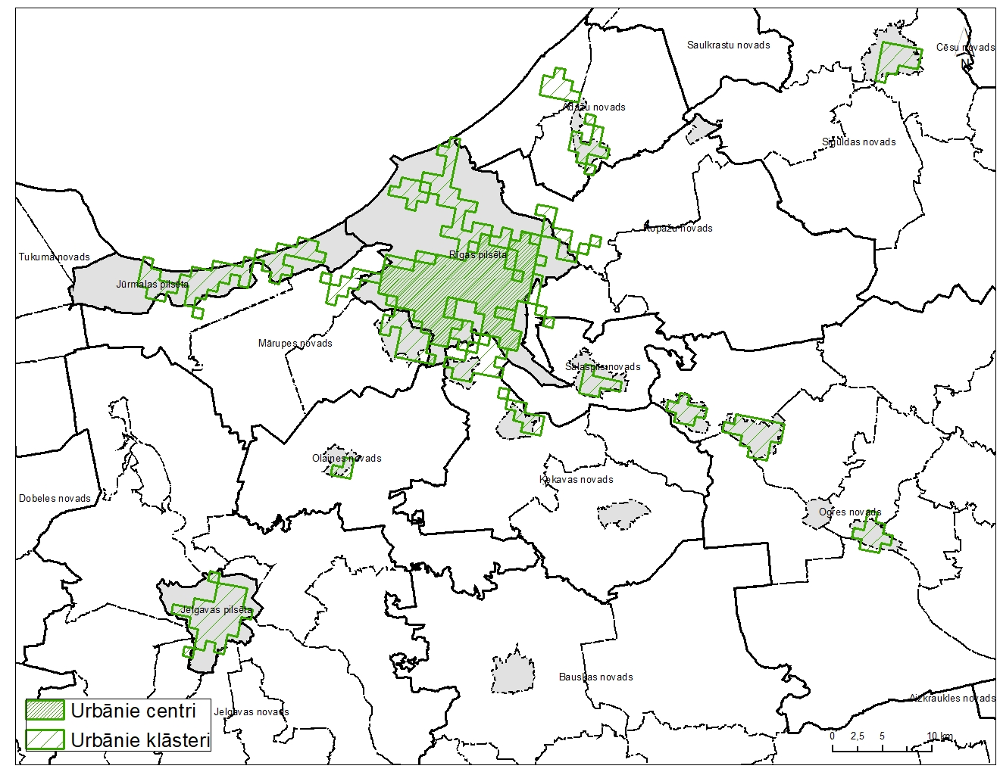 Saulkrastu novads
Cēsu novads
N
Ādažu novads
Siguldas novads
Ropažu novads
Tukuma novads
Rīgas pilsēta
Jūrmalas pilsēta
Mārupes novads
Salaspils novads
Olaines novads
Ķekavas novads
Dobeles novads
Ogres novads
Jelgavas pilsēta
Bauskas novads
Aizkraukles novads
Jelgavas novads
Urbānie centri
Urbānie klāsteri
0 2,5 5 10 km